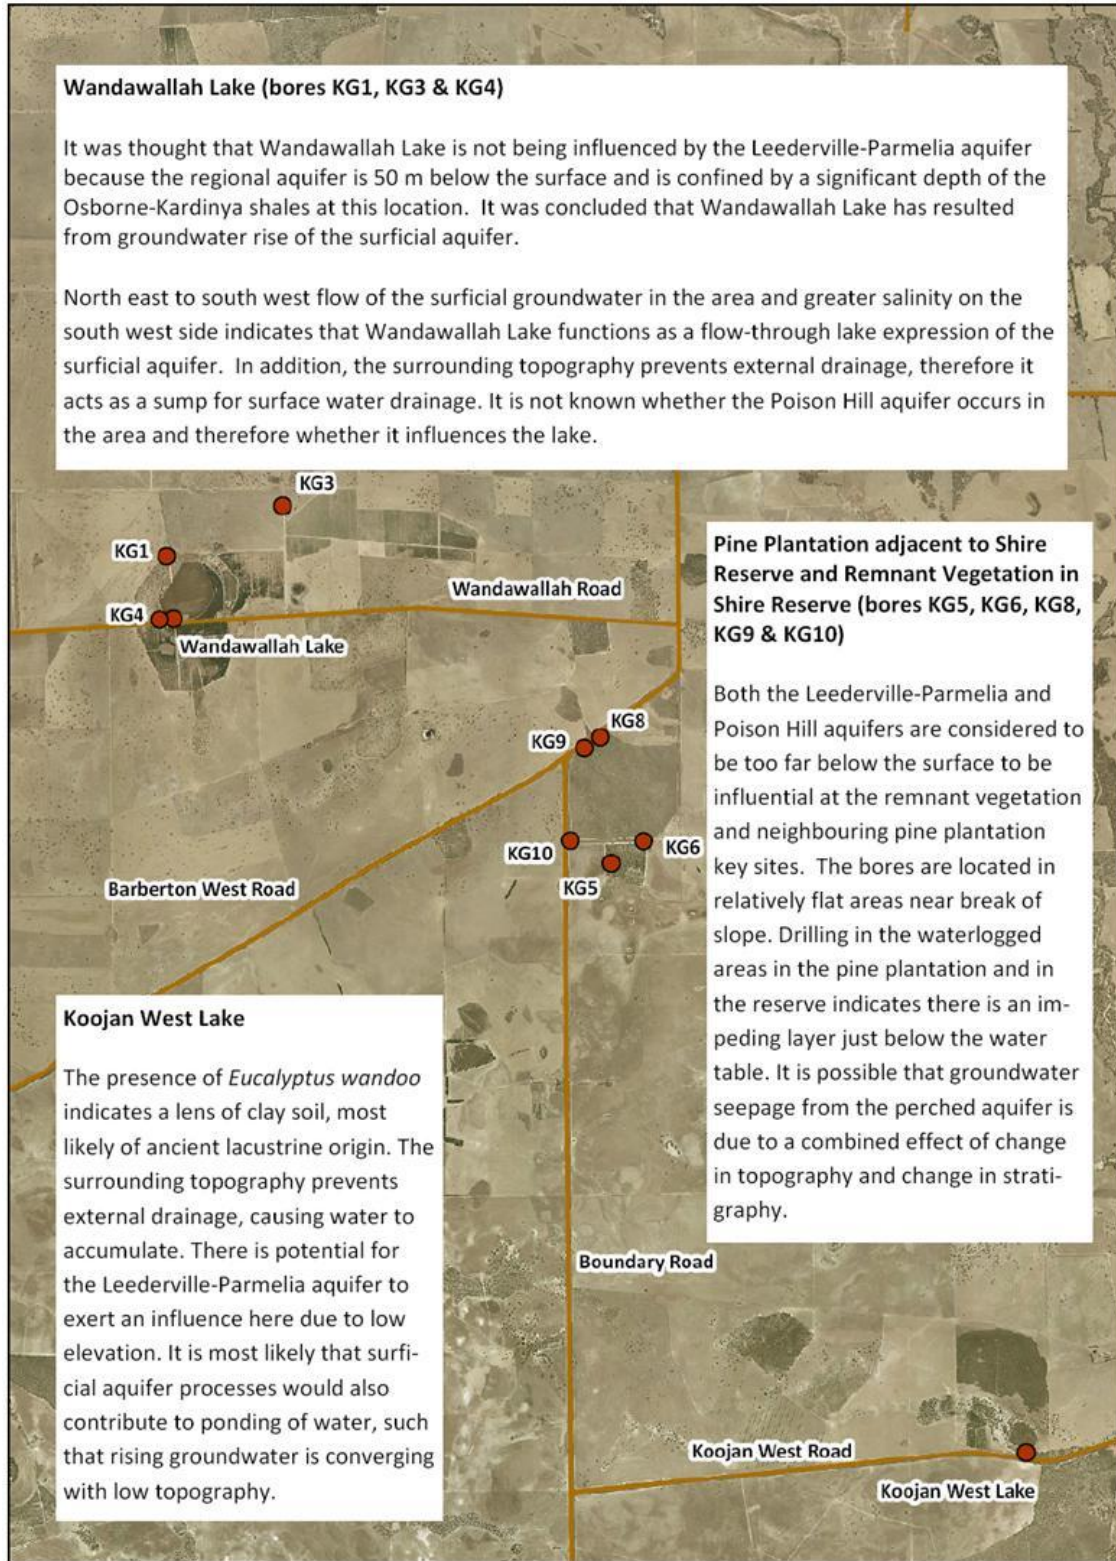 Wandawallah Lake (bores KG1, KG3 & KG4)
It was thought that Wandawallah Lake is not being influenced by the Leederville-Parmelia aquifer
because the regional aquifer is 50 m below the surface and is confined by a significant depth of the
Osborne-Kardinya shales at this location.  It was concluded that Wandawallah Lake has resulted
from groundwater rise of the surficial aquifer.
North east to south west flow of the surficial groundwater in the area and greater salinity on the
south west side indicates that Wandawallah Lake functions as a flow-through lake expression of the
surficial aquifer.  In addition, the surrounding topography prevents external drainage, therefore it
acts as a sump for surface water drainage. It is not known whether the Poison Hill aquifer occurs in
the area and therefore whether it influences the lake.
KG3
KG1
KG4
Wandawallah Road
Wandawallah Lake
KG8
KG9
KG10
KG6
KG5
Barberton West Road
Pine Plantation adjacent to Shire
Reserve and Remnant Vegetation in
Shire Reserve (bores KG5, KG6, KG8,
KG9 & KG10)
Both the Leederville-Parmelia and
Poison Hill aquifers are considered to
be too far below the surface to be
influential at the remnant vegetation
and neighbouring pine plantation
key sites.  The bores are located in
relatively flat areas near break of
slope. Drilling in the waterlogged
areas in the pine plantation and in
the reserve indicates there is an im-
peding layer just below the water
table. It is possible that groundwater
seepage from the perched aquifer is
due to a combined effect of change
in topography and change in strati-
graphy.
Koojan West Lake
The presence of Eucalyptus wandoo
indicates a lens of clay soil, most
likely of ancient lacustrine origin. The
surrounding topography prevents
external drainage, causing water to
accumulate. There is potential for
the Leederville-Parmelia aquifer to
exert an influence here due to low
elevation. It is most likely that surfi-
cial aquifer processes would also
contribute to ponding of water, such
that rising groundwater is converging
with low topography.
Boundary Road
Koojan West Road
Koojan West Lake